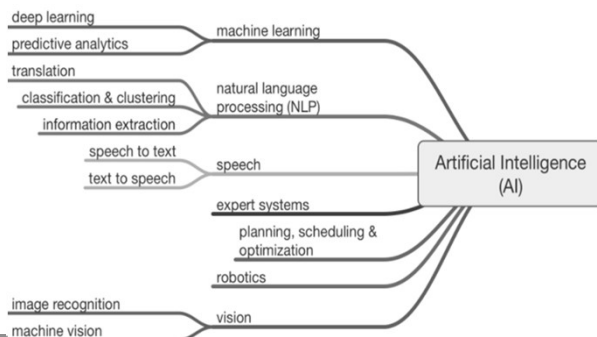 deep learning
predictive analytics
machine learning
translation
classification & clustering
information extraction
natural language
processing (NLP)
speech to text
text to speech
speech
expert systems
planning, scheduling &
optimization
robotics
image recognition
machine vision
vision
Artificial Intelligence
(AI)